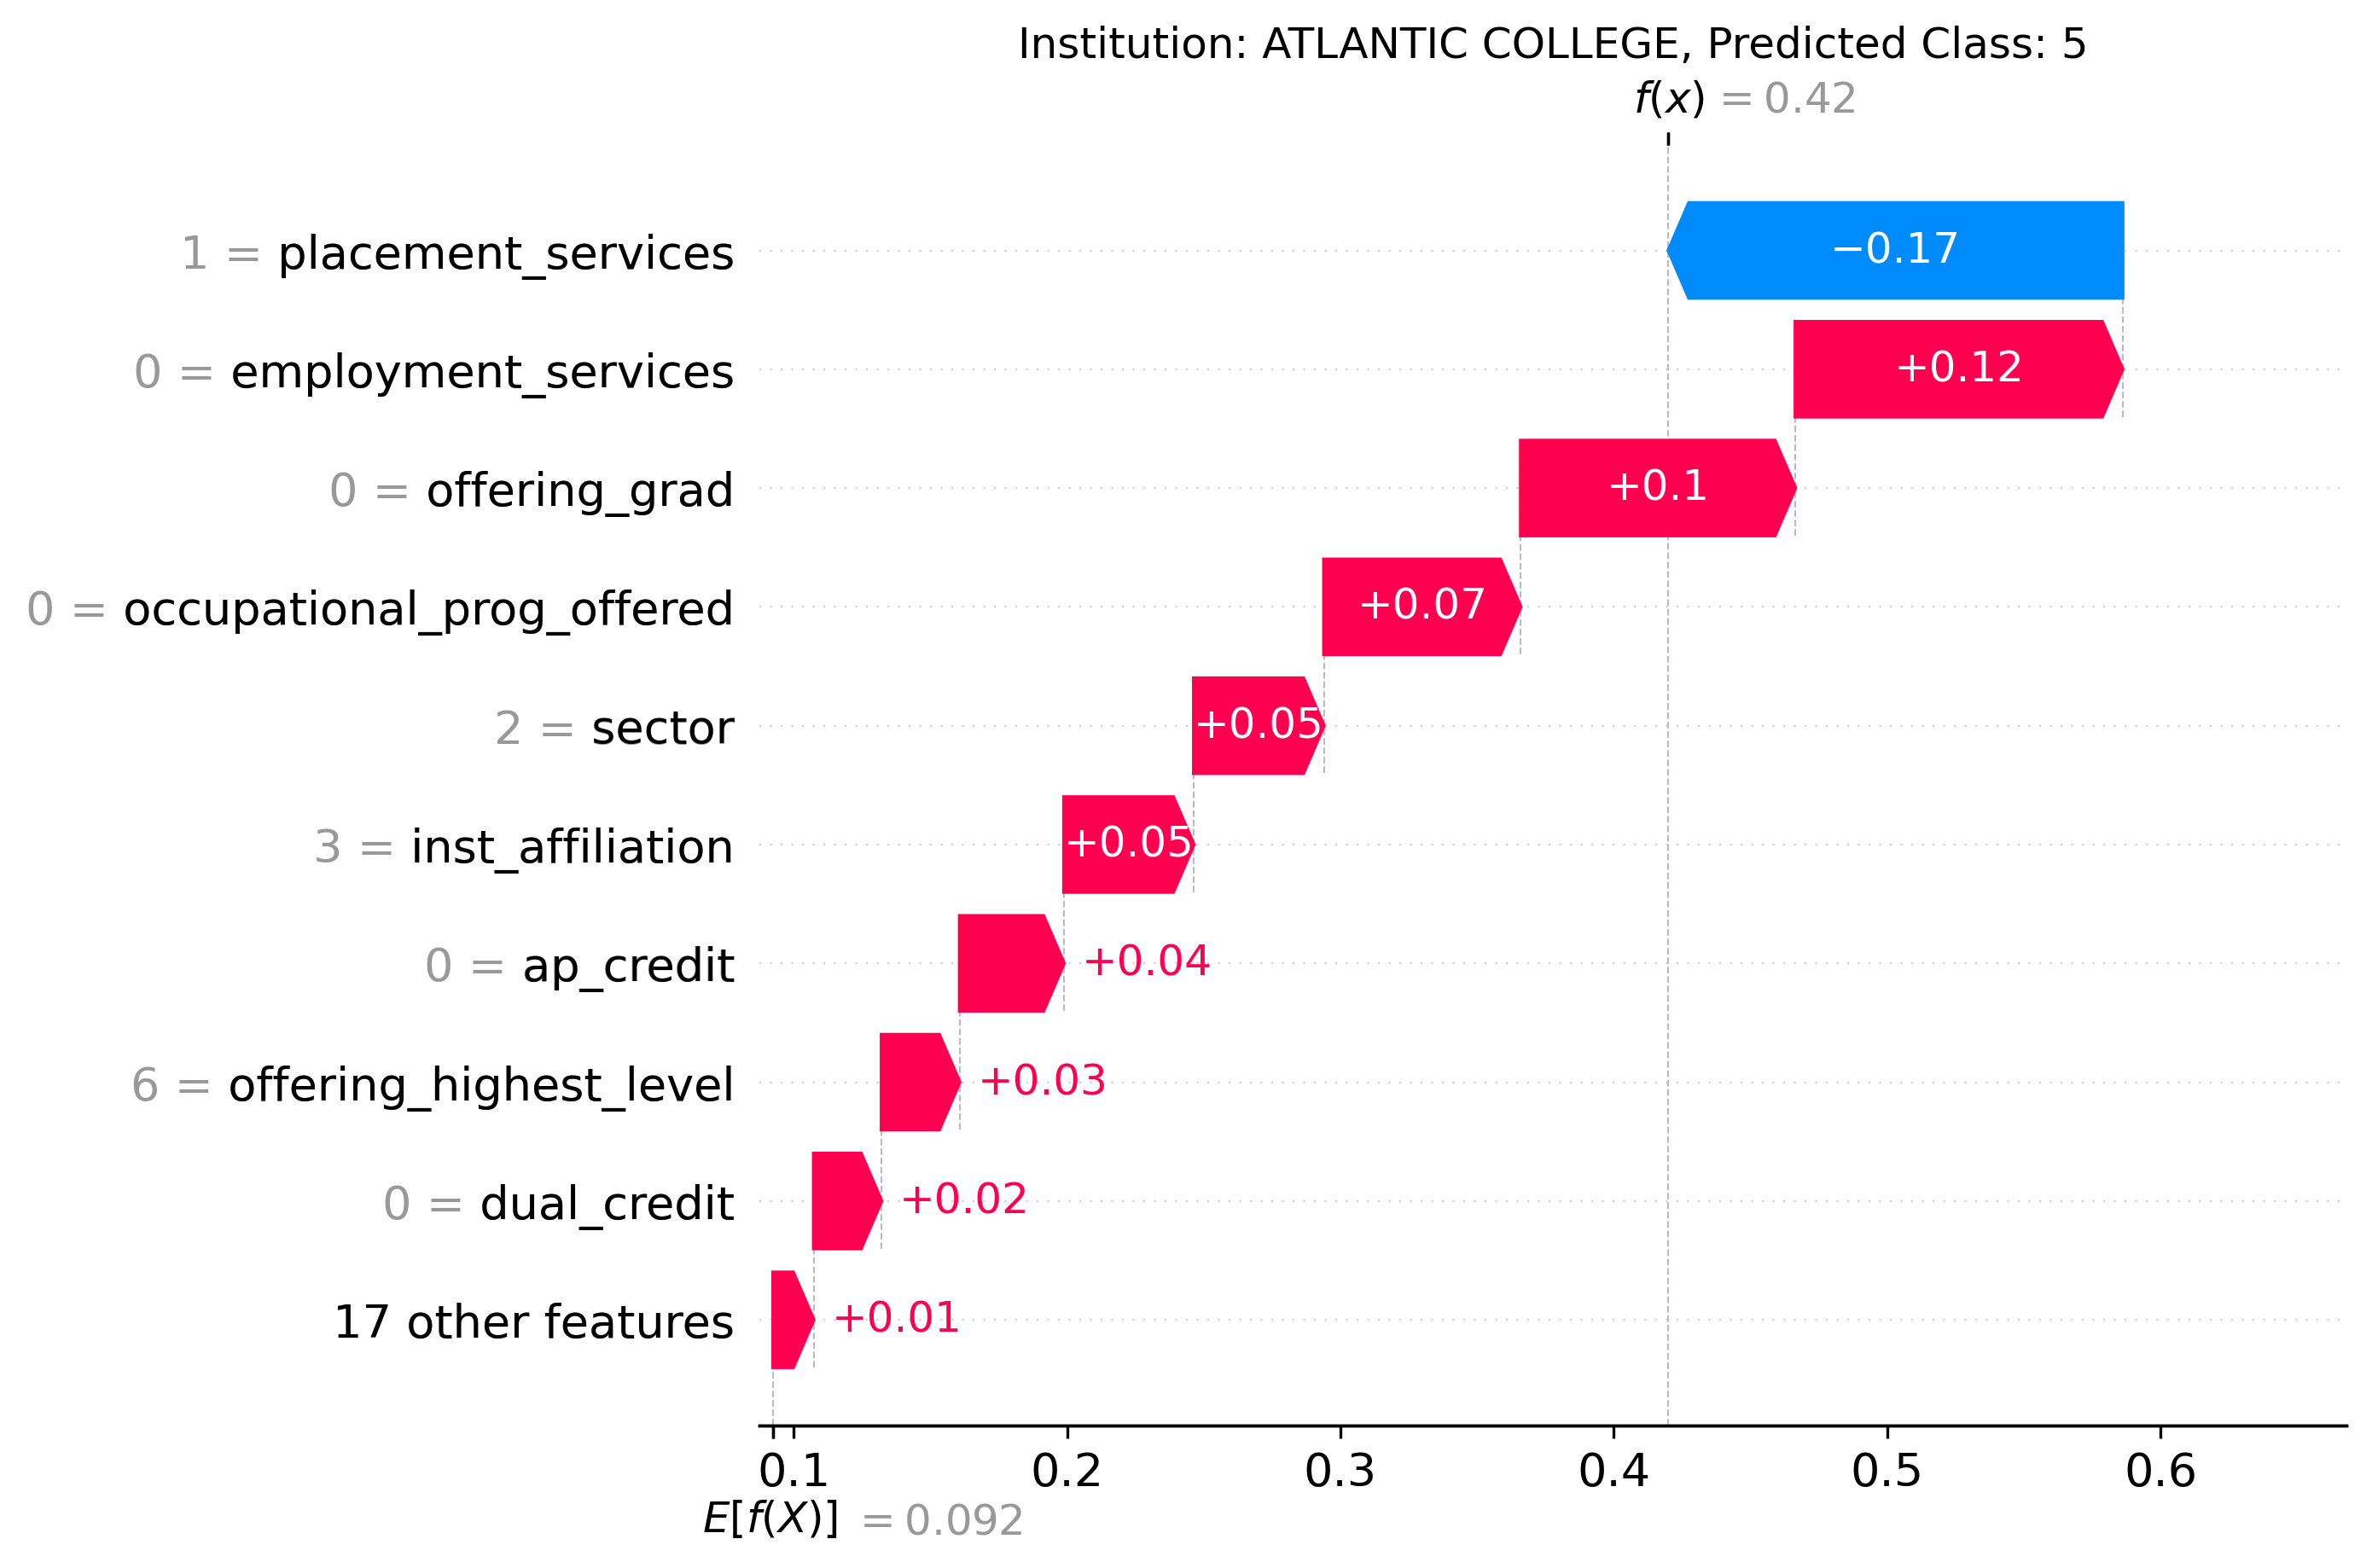 Institution: ATLANTIC COLLEGE, Predicted Class: 5
f(x) = 0.42
1 = placement_services −0.17
0 = employment_services +0.12
0 = offering_grad +0.1
0 = occupational_prog_offered +0.07
2 = sector +0.05
3 = inst_affiliation +0.05
0 = ap_credit +0.04
6 = offering_highest_level +0.03
0 = dual_credit +0.02
17 other features +0.01
0.1 0.2 0.3 0.4 0.5 0.6
E[f(X)] = 0.092